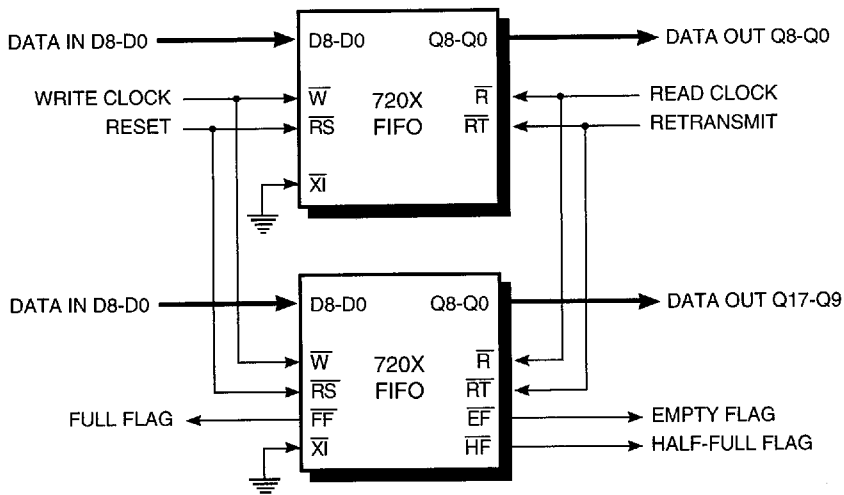 DATA IN D8-D0
D8-D0 Q8-Q0
DATA OUT Q8-Q0
WRITE CLOCK
W
720X
FIFO
R
READ CLOCK
RESET
RS
RT
RETRANSMIT
XI
DATA IN D8-D0
D8-D0 Q8-Q0
DATA OUT Q17-Q9
W
720X
FIFO
R
RS
RT
FULL FLAG
FF
EF
EMPTY FLAG
XI
HF
HALF-FULL FLAG